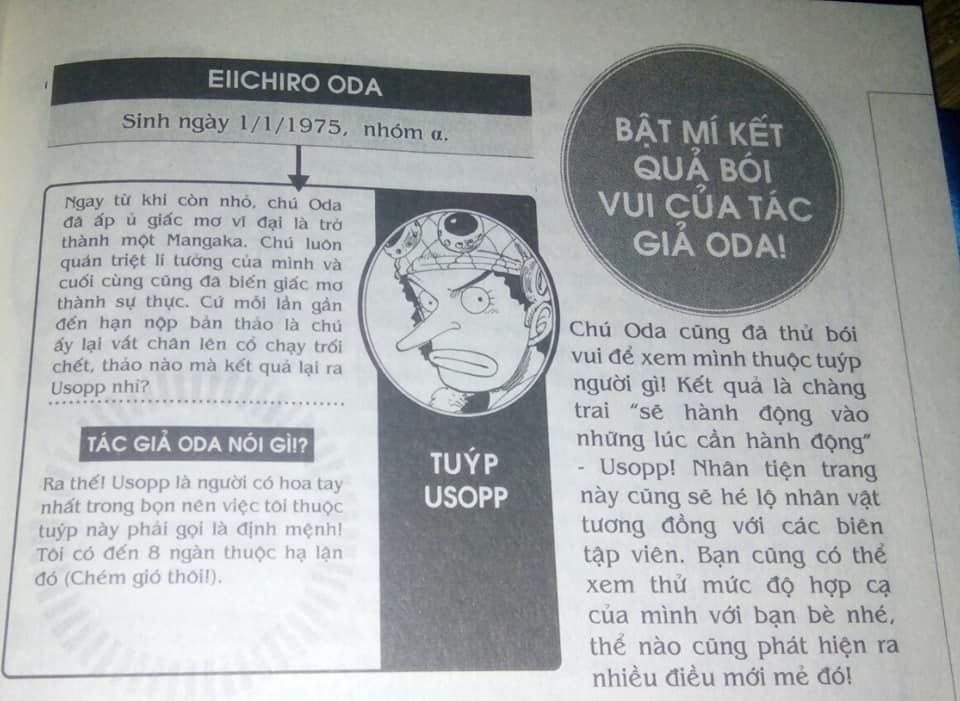 EIICHIRO ODA
Sinh ngày 1/1/1975, nhóm α.
Ngay từ khi còn nhỏ, chú Oda
đã ấp ủ giấc mơ vĩ đại là trở
thành một Mangaka. Chú luôn
quán triệt lí tưởng của mình và
cuối cùng cũng đã biến giấc mơ
thành sự thực. Cứ mỗi lần gần
đến hạn nộp bản thảo là chú
ấy lại vắt chân lên cổ chạy trối
chết, thảo nào mà kết quả lại ra
Usopp nhỉ?
TÁC GIẢ ODA NÓI GÌ!?
Ra thế! Usopp là người có hoa tay
nhất trong bọn nên việc tôi thuộc
tuýp này phải gọi là định mệnh!
Tôi có đến 8 ngàn thuộc hạ lận
đó (Chém gió thôi!).
TUÝP
USOPP
BẬT MÍ KẾT
QUẢ BÓI
VUI CỦA TÁC
GIẢ ODA!
Chú Oda cũng đã thử bói
vui để xem mình thuộc tuýp
người gì! Kết quả là chàng
trai “sẽ hành động vào
những lúc cần hành động”
- Usopp! Nhân tiện trang
này cũng sẽ hé lộ nhân vật
tương đồng với các biên
tập viên. Bạn cũng có thể
xem thử mức độ hợp cạ
của mình với bạn bè nhé,
thể nào cũng phát hiện ra
nhiều điều mới mẻ đó!